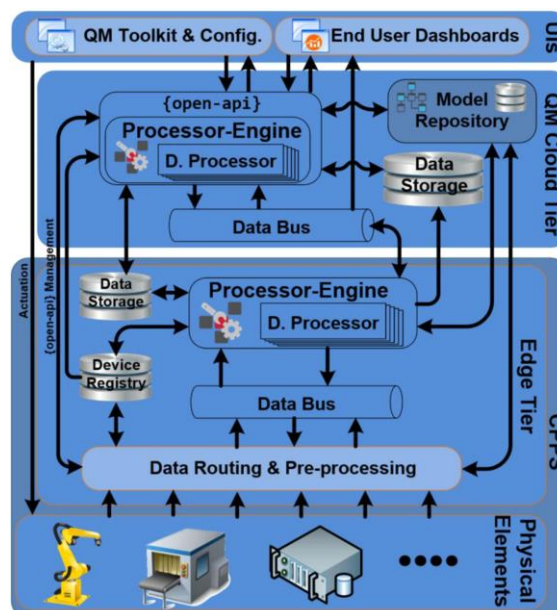 QM Toolkit & Config.
End User Dashboards
UIs
{open-api}
Processor-Engine
D. Processor
Model
Repository
Data
Storage
Data Bus
QM Cloud Tier
Actuation
{open-api} Management
Data
Storage
Processor-Engine
D. Processor
Device
Registry
Data Bus
Edge Tier
CPPS
Data Routing & Pre-processing
Physical
Elements